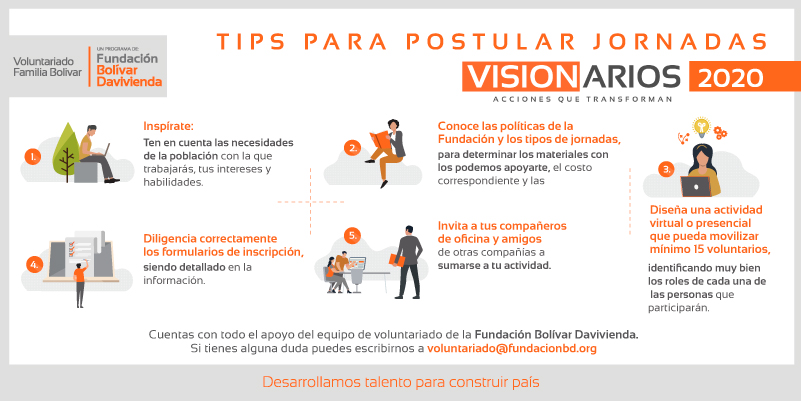 Voluntariado
Familia Bolívar
UN PROGRAMA DE:
Fundación
Bolívar
Davivienda
TIPS PARA POSTULAR JORNADAS
VISIONARIOS 2020
ACCIONES QUE TRANSFORMAN
1.
Inspírate:
Ten en cuenta las necesidades
de la población con la que
trabajarás, tus intereses y
habilidades.
2.
Conoce las políticas de la
Fundación y los tipos de jornadas,
para determinar los materiales con
los podemos apoyarte, el costo
correspondiente y las
3.
Diseña una actividad
virtual o presencial
que pueda movilizar
mínimo 15 voluntarios,
identificando muy bien
los roles de cada una de
las personas que
participarán.
4.
Diligencia correctamente
los formularios de inscripción,
siendo detallado en la
información.
5.
Invita a tus compañeros
de oficina y amigos
de otras compañias a
sumarse a tu actividad.
Cuentas con todo el apoyo del equipo de voluntariado de la Fundación Bolívar Davivienda.
Si tienes alguna duda puedes escribirnos a voluntariado@fundacionbd.org
Desarrollamos talento para construir país